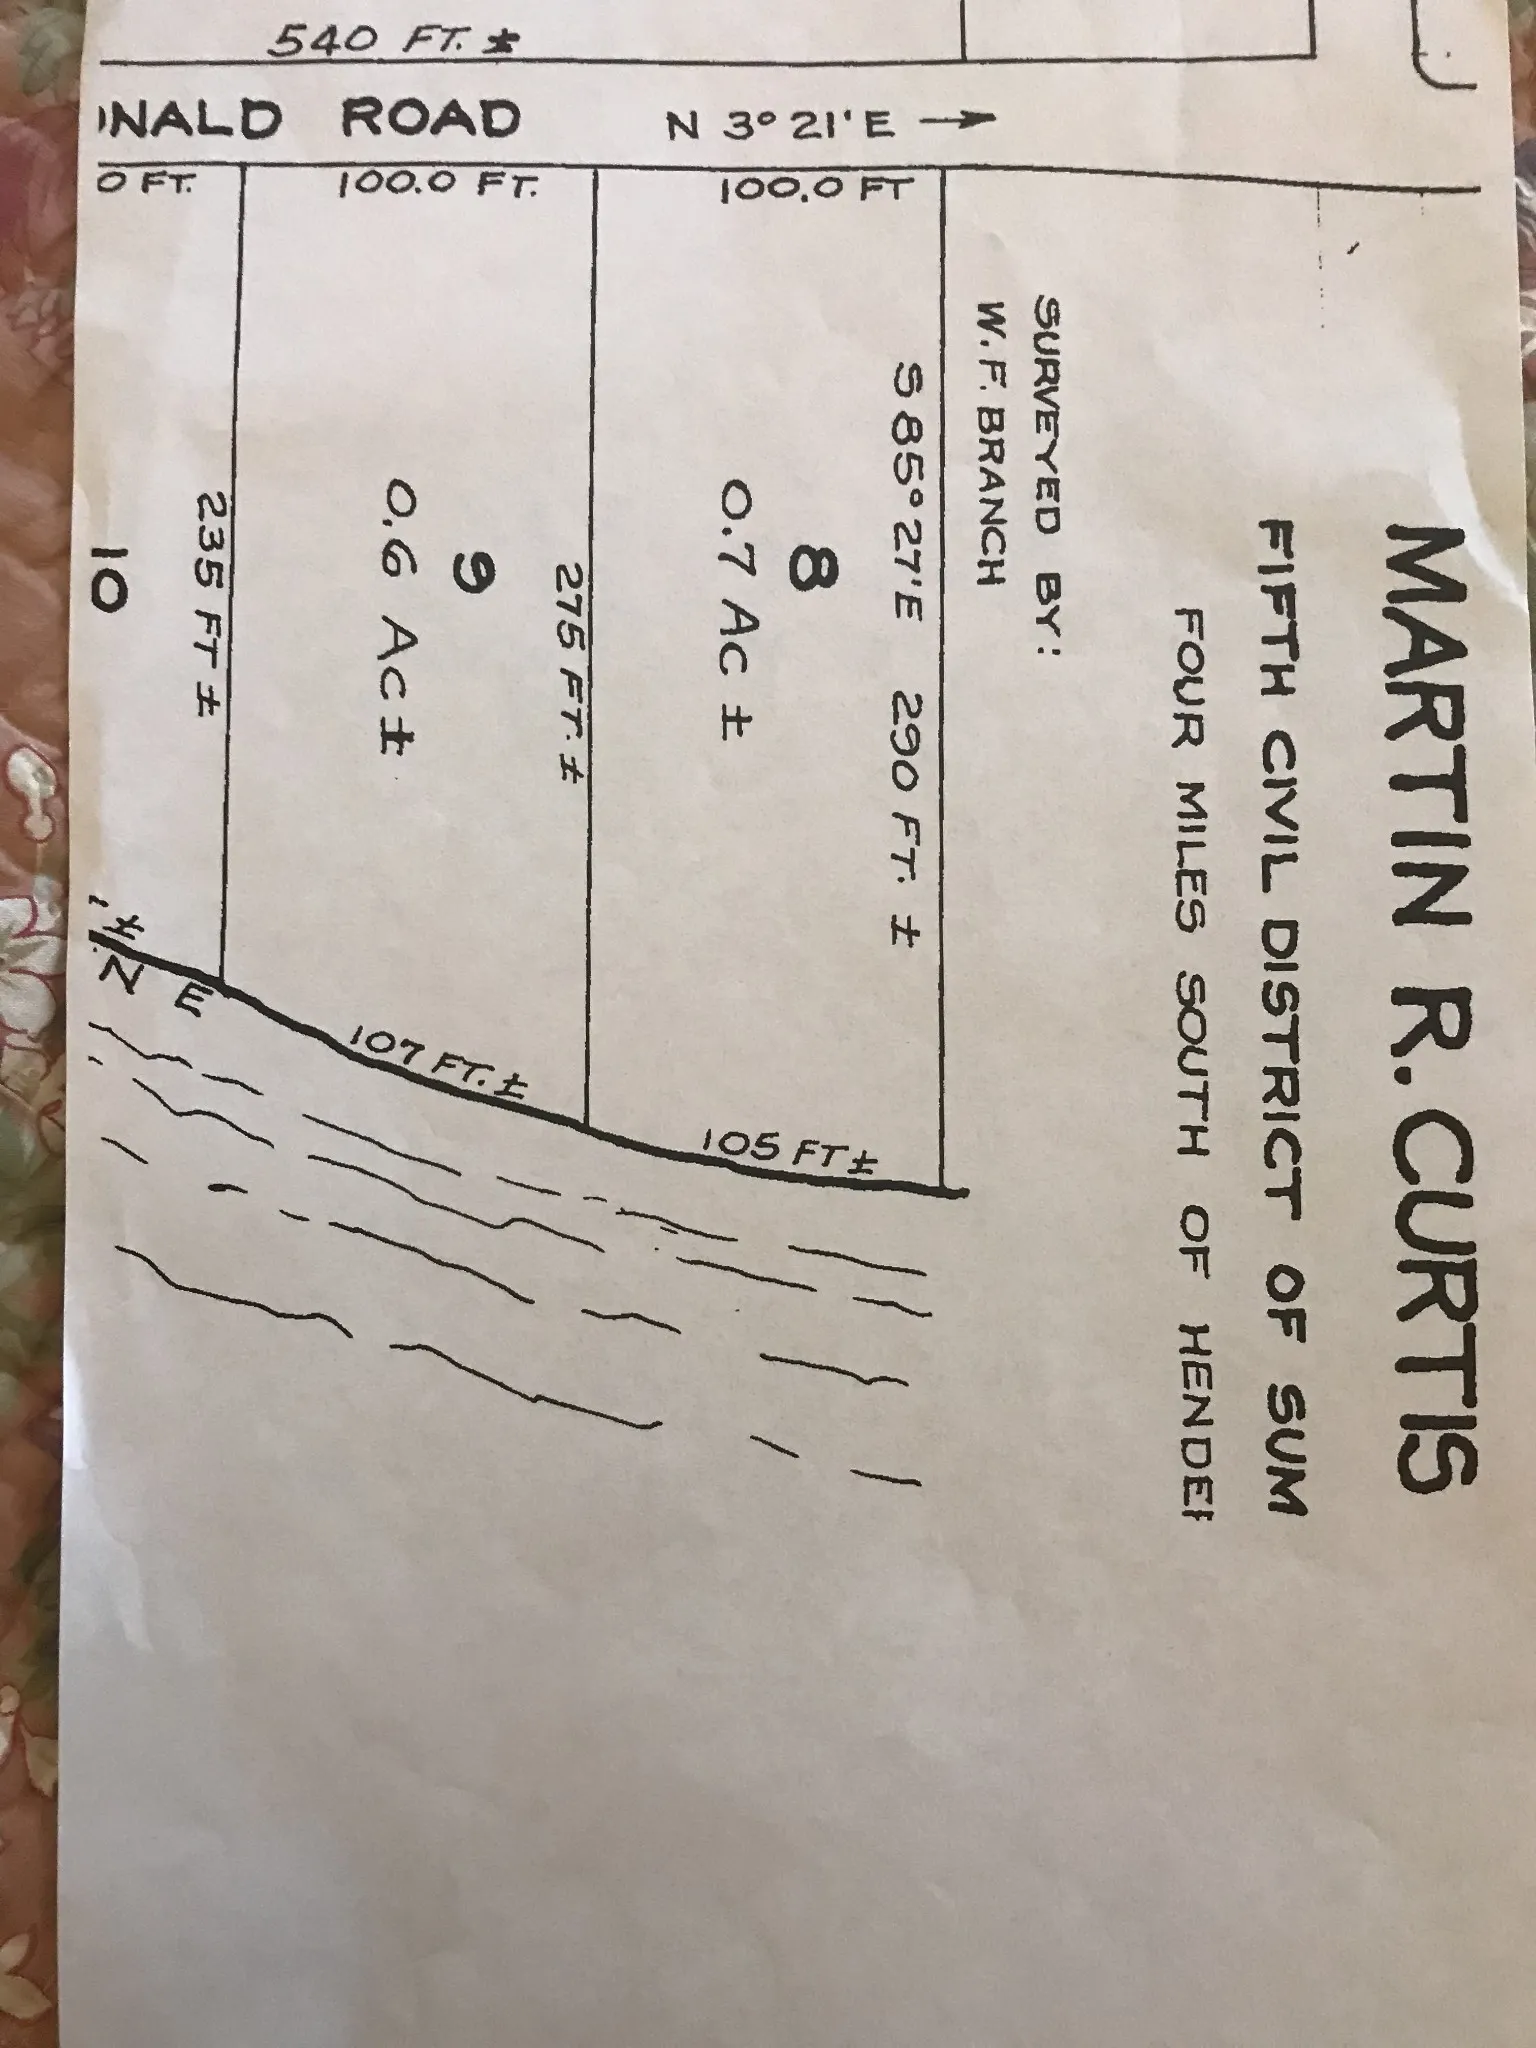 MARTIN R. CURTIS
FIFTH CIVIL DISTRICT OF SUM
FOUR MILES SOUTH OF HENDE
SURVEYED BY:
W. F. BRANCH
540 FT. ±
NALD ROAD N 3° 21' E
0 FT. 100.0 FT. 100.0 FT
S 85° 27' E 290 FT. ±
8
0.7 AC ±
275 FT. ±
9
0.6 AC ±
235 FT ±
10
105 FT ±
107 FT. ±
N E